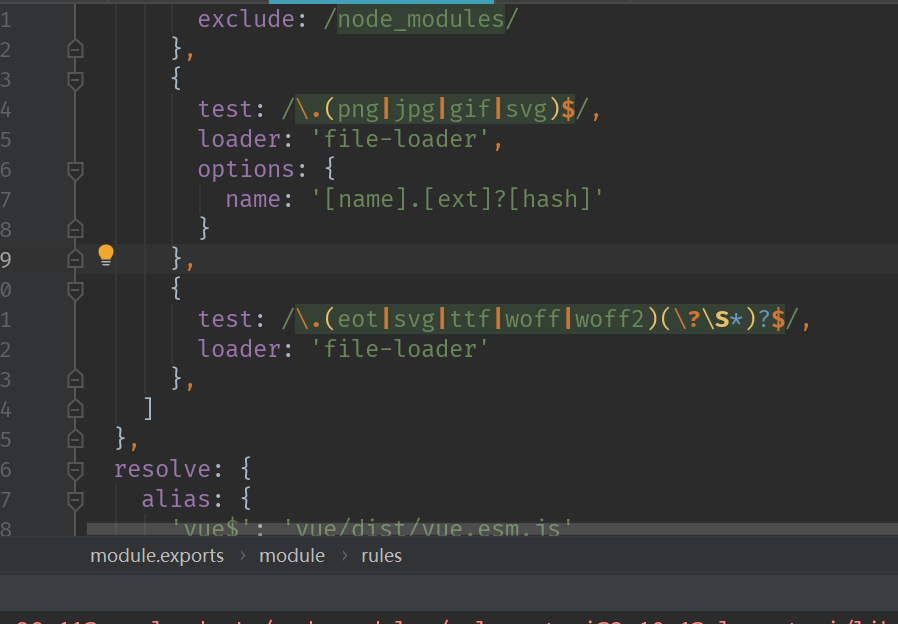 1 exclude: /node_modules/
2 },
3 {
4 test: /\.(png|jpg|gif|svg)$/,
5 loader: 'file-loader',
6 options: {
7 name: '[name].[ext]?[hash]'
8 }
9 },
0 {
1 test: /\.(eot|svg|ttf|woff|woff2)(\?\S*)?$/,
2 loader: 'file-loader'
3 },
4 ]
5 },
6 resolve: {
7 alias: {
8 'vue$': 'vue/dist/vue.esm.js'
module.exports › module › rules